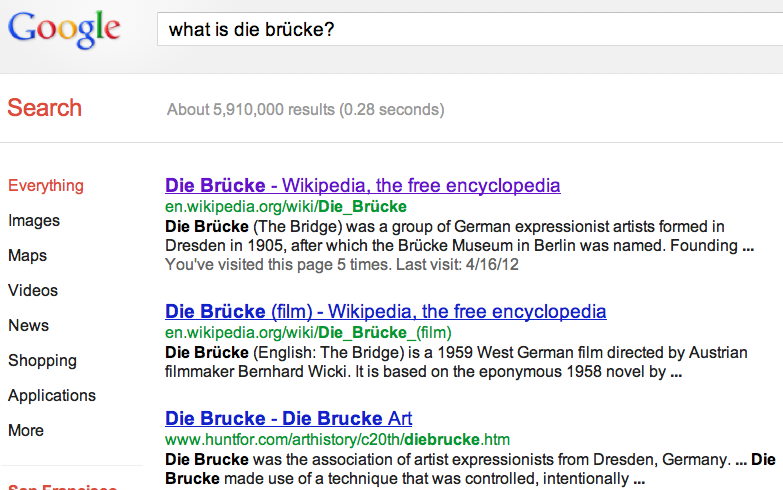 Google
what is die brücke?
Search
About 5,910,000 results (0.28 seconds)
Everything
Images
Maps
Videos
News
Shopping
Applications
More
San Francisco
Die Brücke - Wikipedia, the free encyclopedia
en.wikipedia.org/wiki/Die_Brücke
Die Brücke (The Bridge) was a group of German expressionist artists formed in
Dresden in 1905, after which the Brücke Museum in Berlin was named. Founding ...
You've visited this page 5 times. Last visit: 4/16/12
Die Brücke (film) - Wikipedia, the free encyclopedia
en.wikipedia.org/wiki/Die_Brücke_(film)
Die Brücke (English: The Bridge) is a 1959 West German film directed by Austrian
filmmaker Bernhard Wicki. It is based on the eponymous 1958 novel by ...
Die Brucke - Die Brucke Art
www.huntfor.com/arthistory/c20th/diebrucke.htm
Die Brucke was the association of artist expressionists from Dresden, Germany. ... Die
Brucke made use of a technique that was controlled, intentionally ...